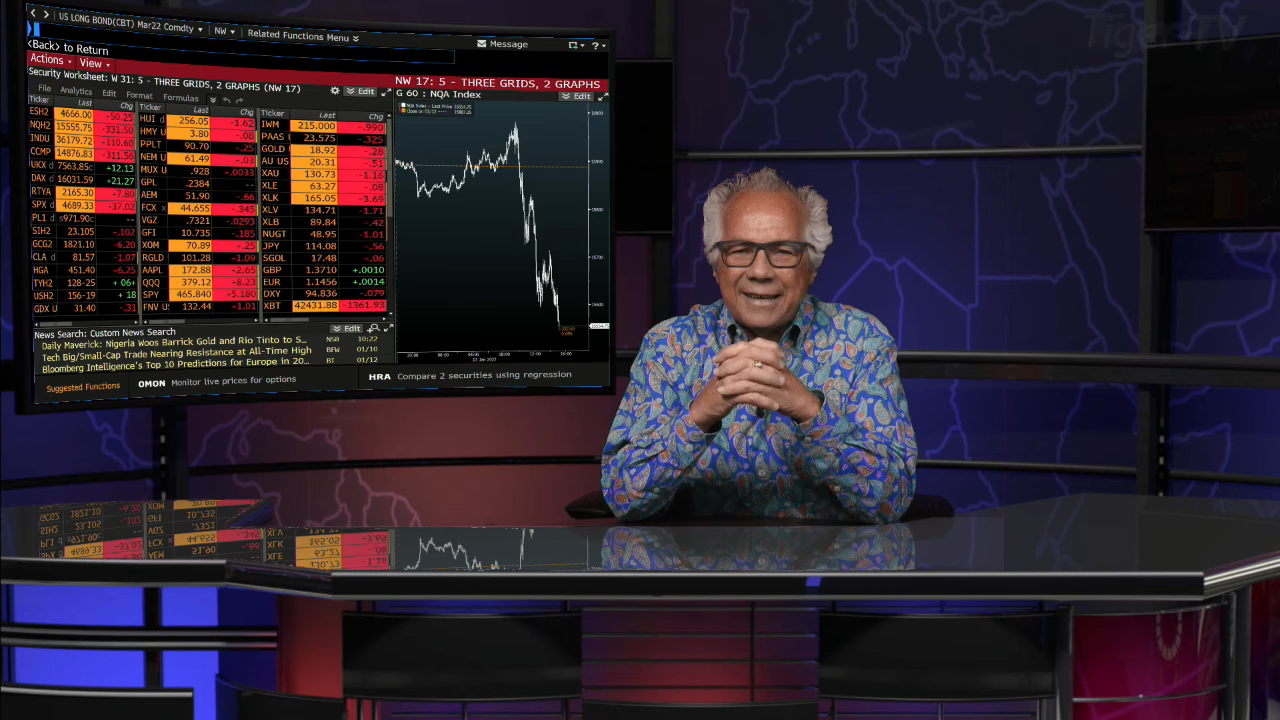 Tiger TV
US LONG BOND(CBT) Mar22 Comdty NW Related Functions Menu
Message ?
<Back> to Return
Actions View
Security Worksheet: W 31: 5 - THREE GRIDS, 2 GRAPHS (NW 17) Edit
NW 17: 5 - THREE GRIDS, 2 GRAPHS
G 60 : NQA Index Edit
File Analytics Edit Format Formulas
Ticker Last Chg Ticker Last Chg Ticker Last Chg
ESH2 4666.00 -50.25 HUI d 256.05 -1.62 IWM 215.000 -.990
NQH2 15555.75 -331.50 HMY U 3.80 -.08 PAAS U 23.575 -.325
INDU 36179.72 -110.60 PPLT 90.70 -.25 GOLD 18.92 -.28
CCMP 14876.83 -311.56 NEM U 61.49 -.03 AU US 20.31 -.51
UKX d 7563.85c +12.13 MUX U .928 -.0033 XAU 130.73 -1.16
DAX d 16031.59 +21.27 GPL .2384 -- XLE 63.27 -.08
RTYA 2165.30 -7.80 AEM 51.90 -.66 XLK 165.05 -3.69
SPX d 4689.33 -37.02 FCX x 44.655 -.345 XLV 134.71 -1.71
PL1 d s971.90c -- VGZ .7321 -.0293 XLB 89.84 -.42
SIH2 23.105 -.102 GFI 10.735 -.185 NUGT 48.95 -1.01
GCG2 1821.10 -6.20 XOM 70.89 -.25 JPY 114.08 -.56
CLA d 81.57 -1.07 RGLD 101.28 -1.09 SGOL 17.48 -.06
HGA 451.40 -6.25 AAPL 172.88 -2.65 GBP 1.3710 +.0010
TYH2 128-25 + 06+ QQQ 379.12 -8.23 EUR 1.1456 +.0014
USH2 156-19 + 18 SPY 465.840 -5.180 DXY 94.836 -.079
GDX U 31.40 -.31 FNV U 132.44 -1.01 XBT 42431.88 -1361.93
News Search: Custom News Search Edit
Daily Maverick: Nigeria Woos Barrick Gold and Rio Tinto to S... NSR 10:22
Tech Big/Small-Cap Trade Nearing Resistance at All-Time High BFW 01/10
Bloomberg Intelligence's Top 10 Predictions for Europe in 20... BI 01/12
Suggested Functions OMON Monitor live prices for options HRA Compare 2 securities using regression